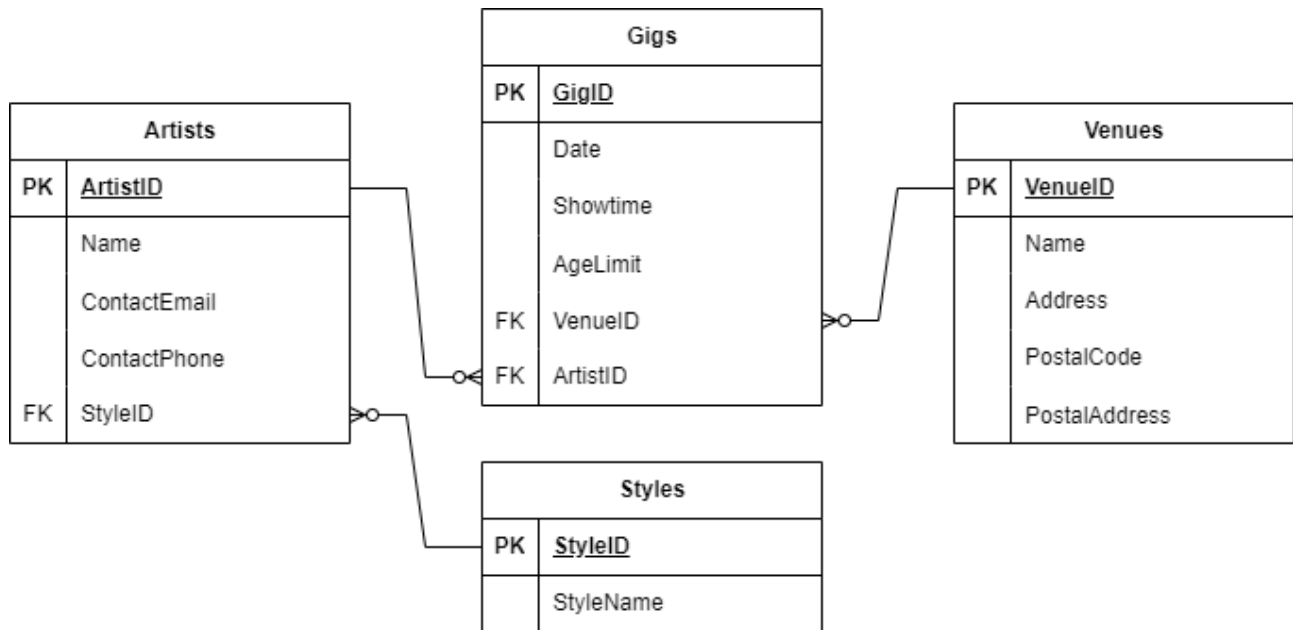 Gigs
PK GigID
Date
Showtime
AgeLimit
FK VenueID
FK ArtistID
Artists
PK ArtistID
Name
ContactEmail
ContactPhone
FK StyleID
Venues
PK VenueID
Name
Address
PostalCode
PostalAddress
Styles
PK StyleID
StyleName